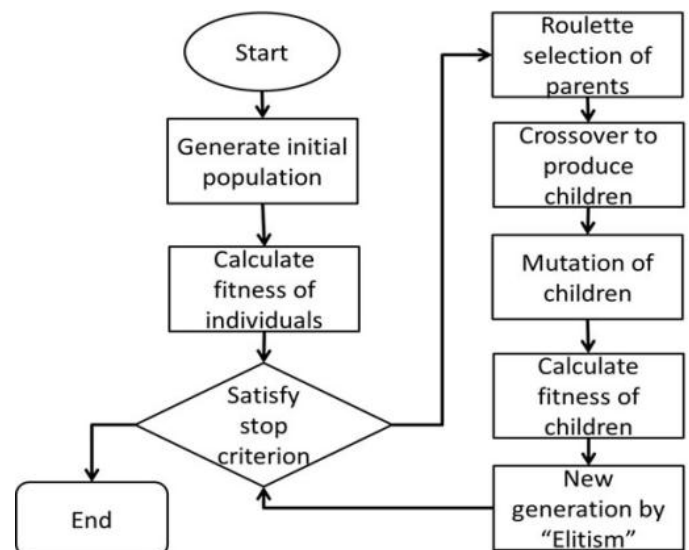 Start
Generate initial
population
Calculate
fitness of
individuals
Satisfy
stop
criterion
End
Roulette
selection of
parents
Crossover to
produce
children
Mutation of
children
Calculate
fitness of
children
New
generation by
“Elitism”